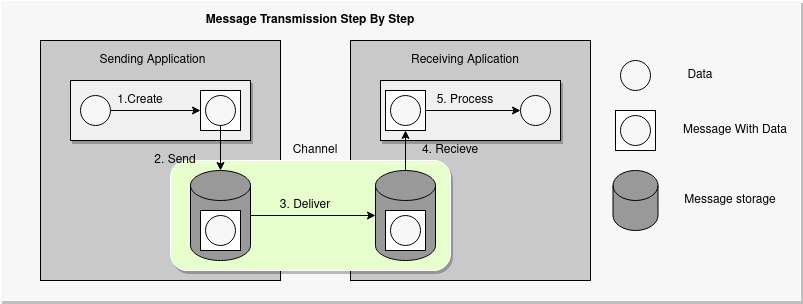 Message Transmission Step By Step
Sending Application
Receiving Aplication
1.Create
5. Process
2. Send
Channel
4. Recieve
3. Deliver
Data
Message With Data
Message storage